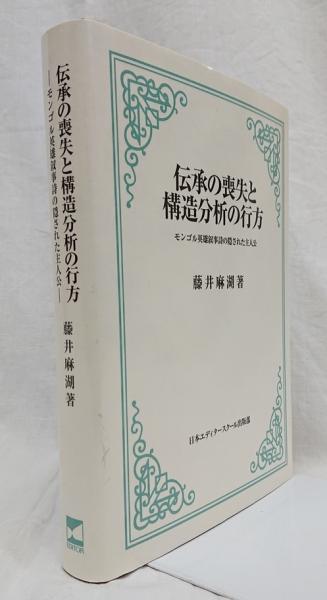 伝承の喪失と構造分析の行方
―モンゴル英雄叙事詩の隠された主人公―
藤井麻湖著
EDITOR
伝承の喪失と
構造分析の行方
モンゴル英雄叙事詩の隠された主人公
藤井麻湖著
日本エディタースクール出版部